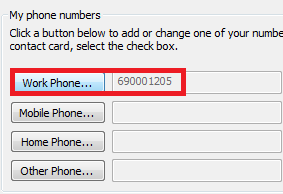 My phone numbers
Click a button below to add or change one of your numbe
contact card, select the check box.
Work Phone... 690001205
Mobile Phone...
Home Phone...
Other Phone...